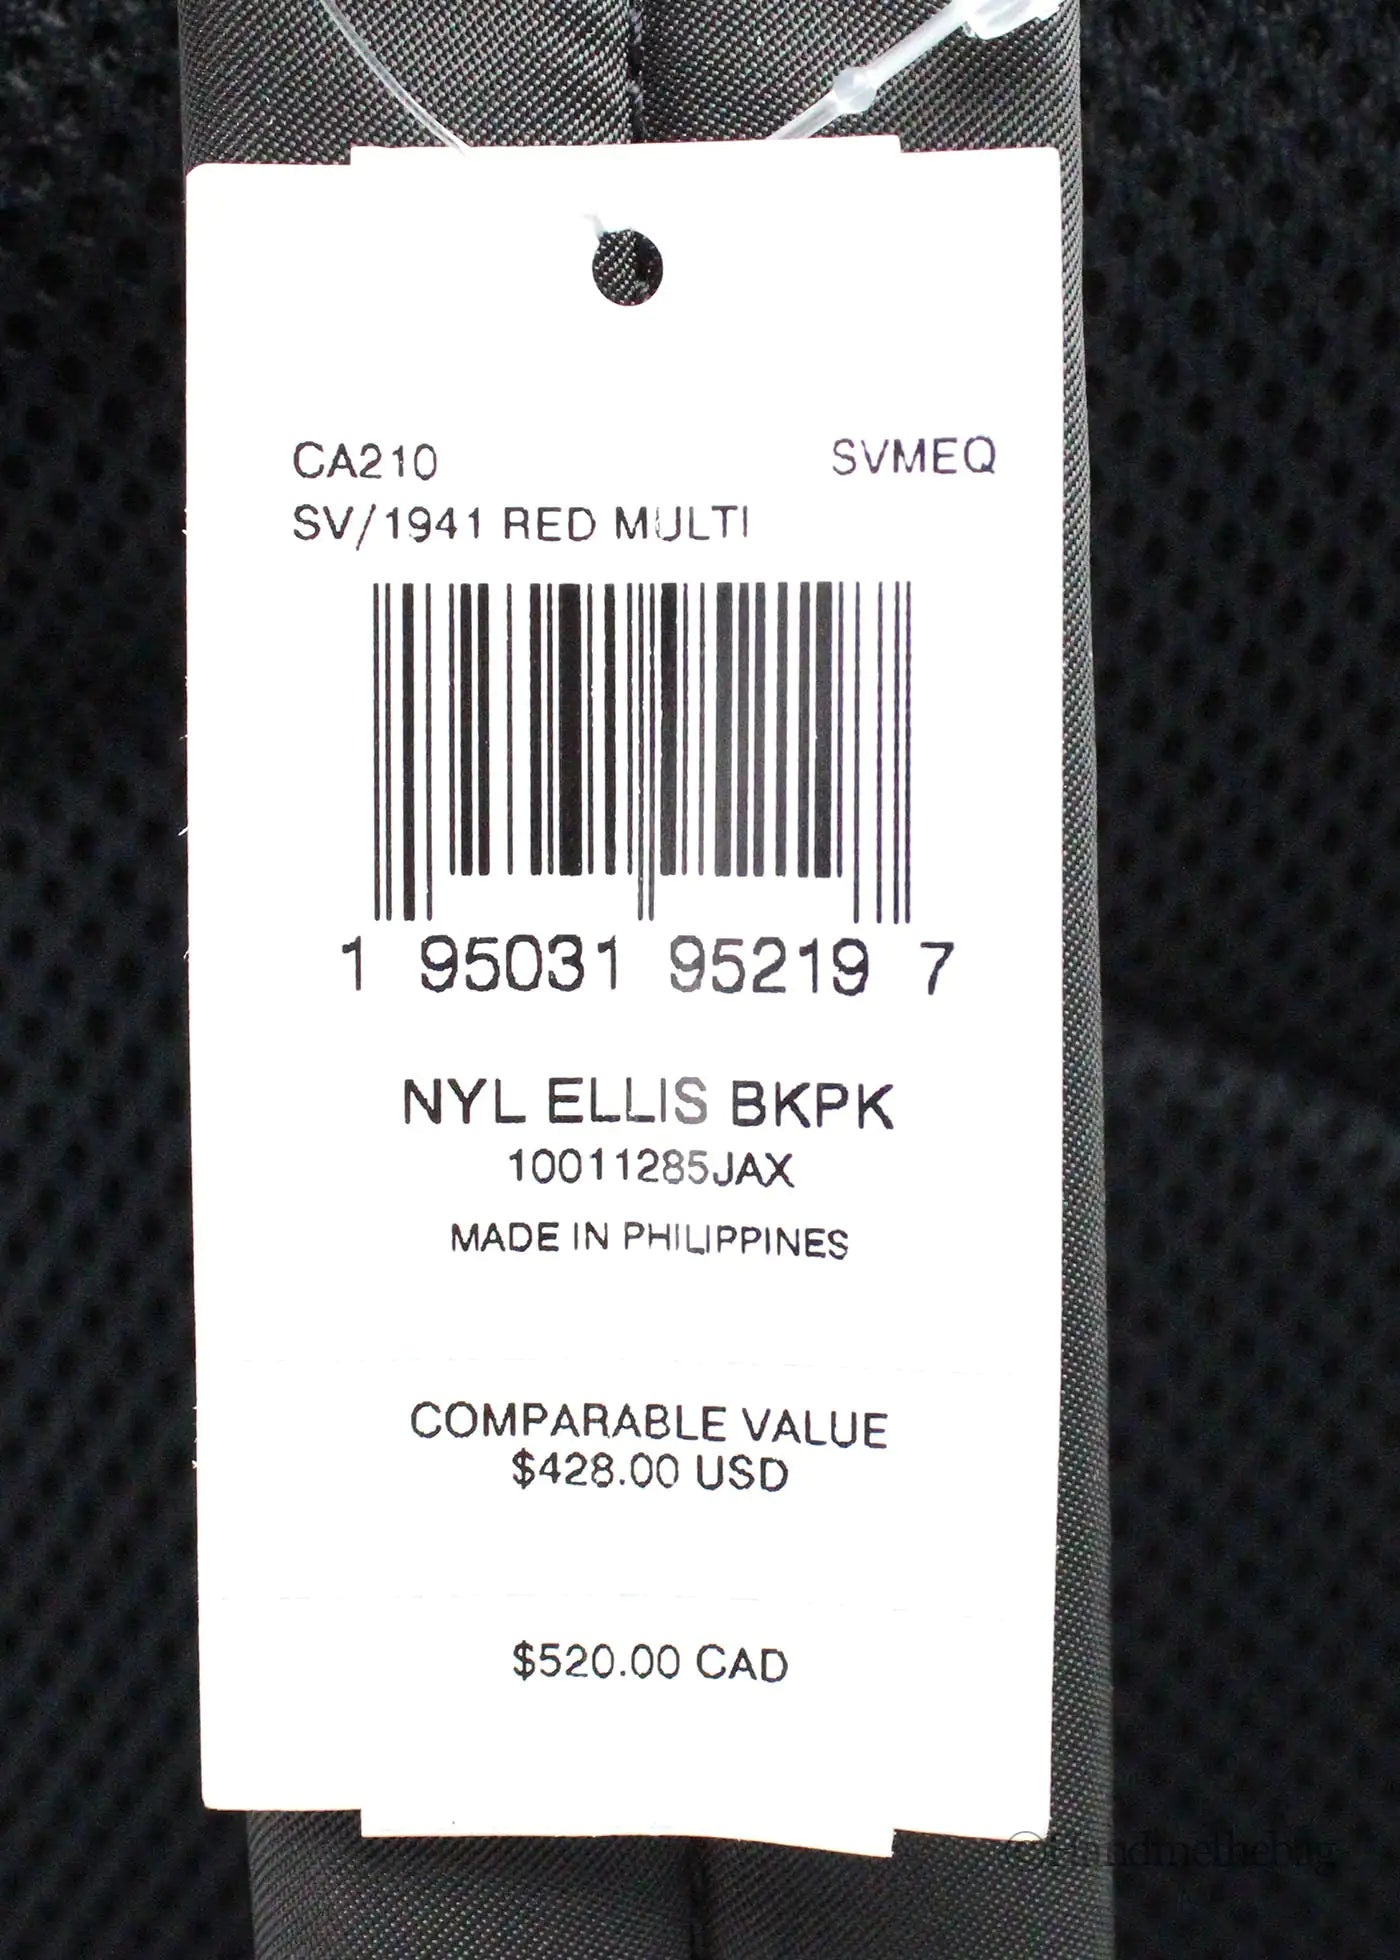 CA210 SVMEQ
SV/1941 RED MULTI
1 95031 95219 7
NYL ELLIS BKPK
10011285JAX
MADE IN PHILIPPINES
COMPARABLE VALUE
$428.00 USD
$520.00 CAD